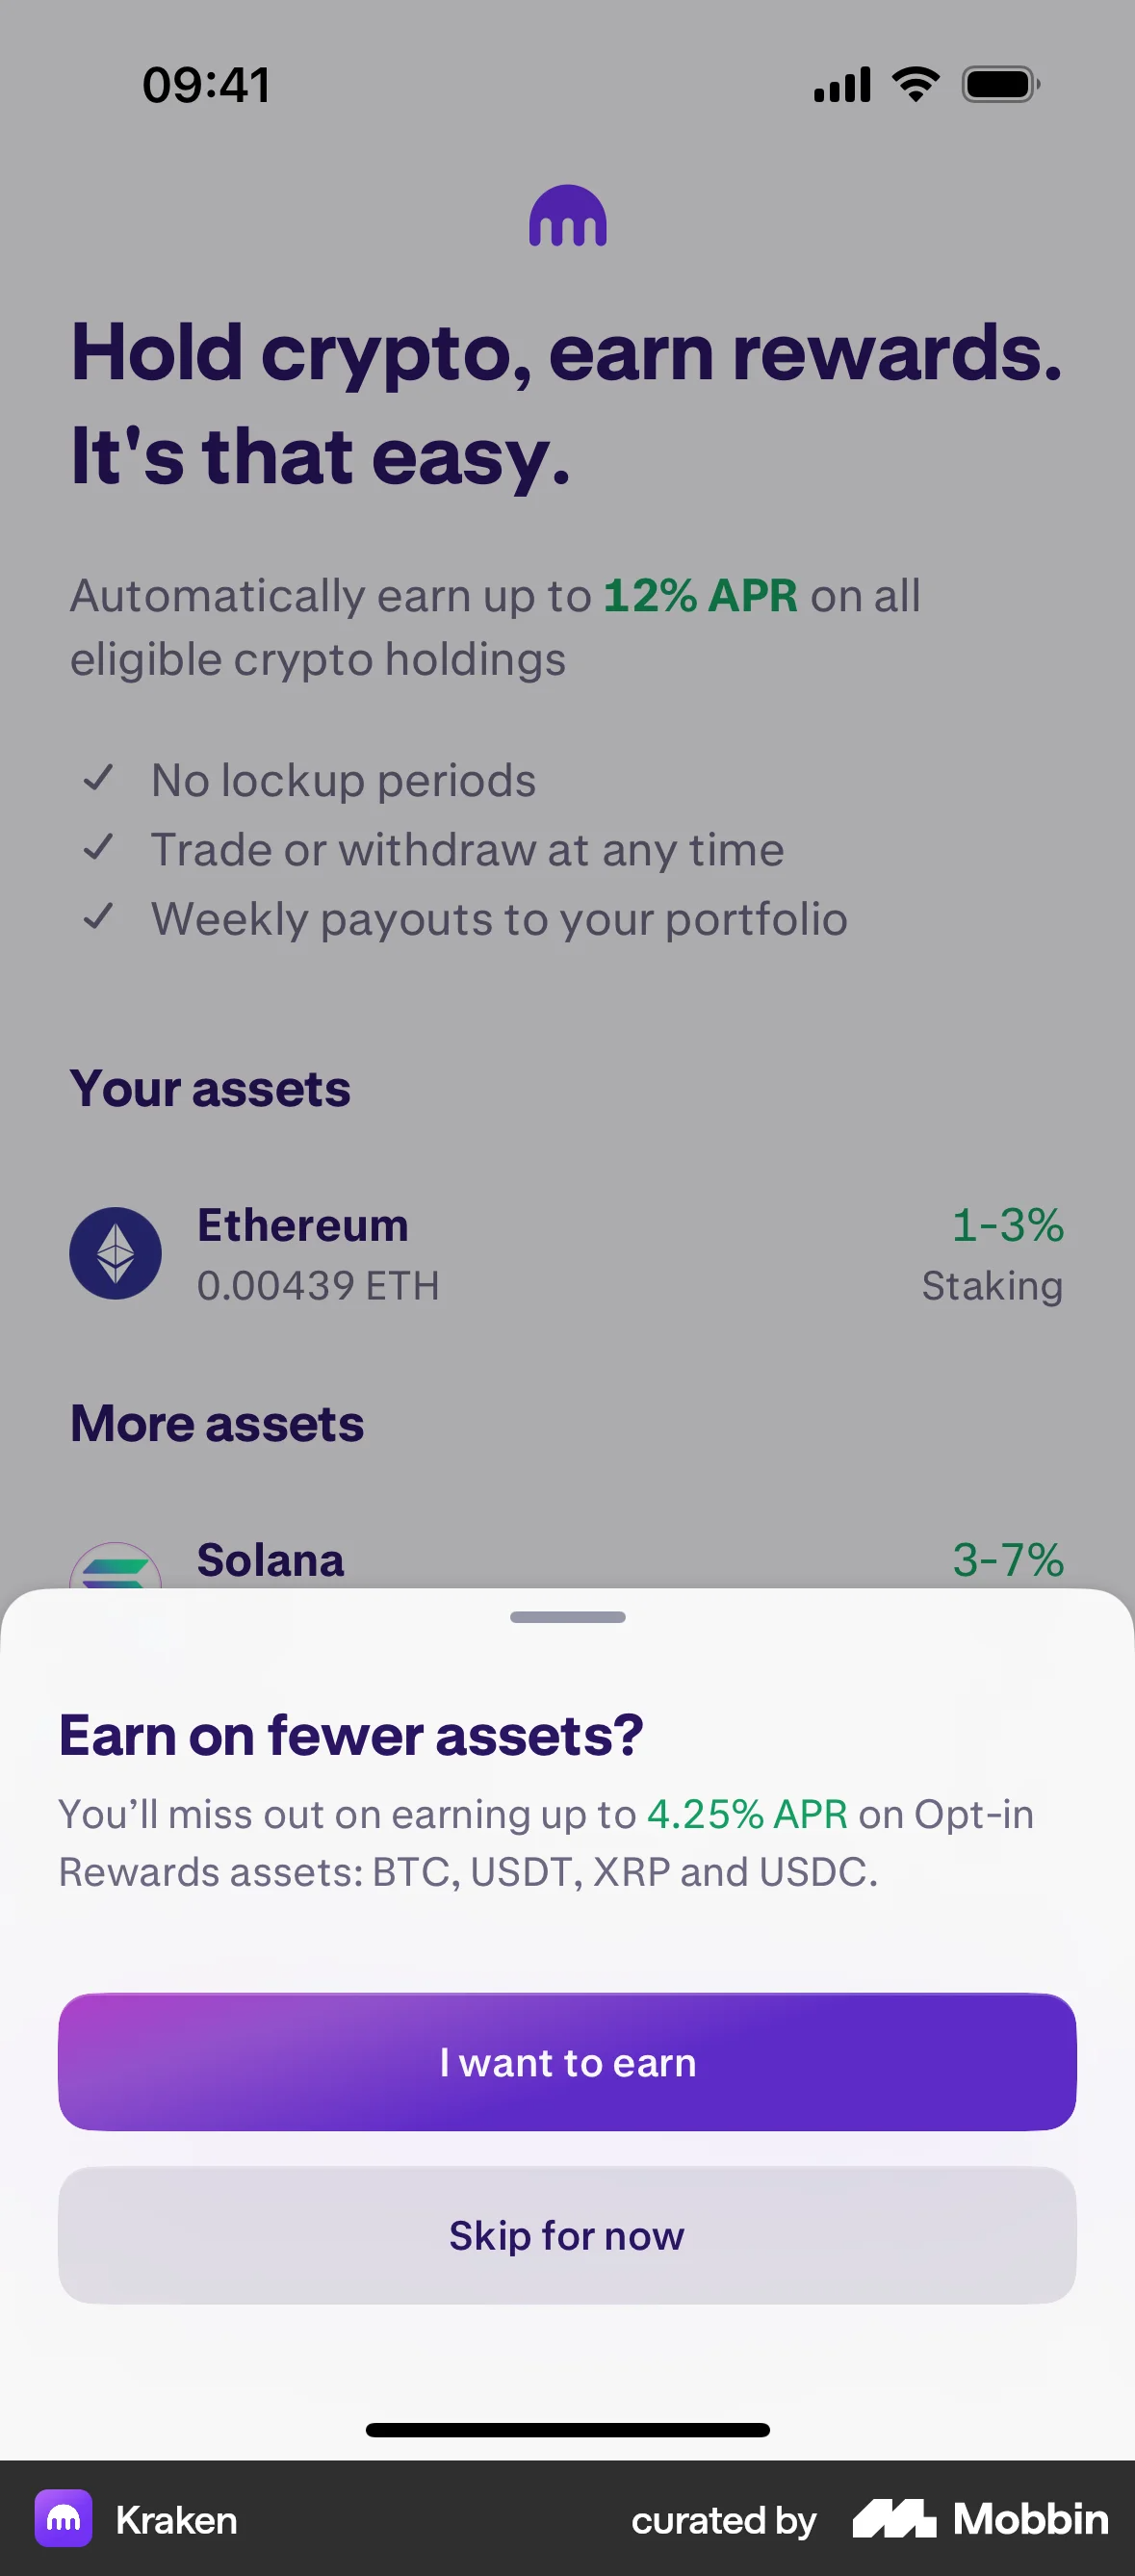 09:41
Hold crypto, earn rewards.
It's that easy.
Automatically earn up to 12% APR on all
eligible crypto holdings
No lockup periods
Trade or withdraw at any time
Weekly payouts to your portfolio
Your assets
Ethereum 1-3%
0.00439 ETH Staking
More assets
Solana 3-7%
Earn on fewer assets?
You’ll miss out on earning up to 4.25% APR on Opt-in
Rewards assets: BTC, USDT, XRP and USDC.
I want to earn
Skip for now
Kraken curated by Mobbin